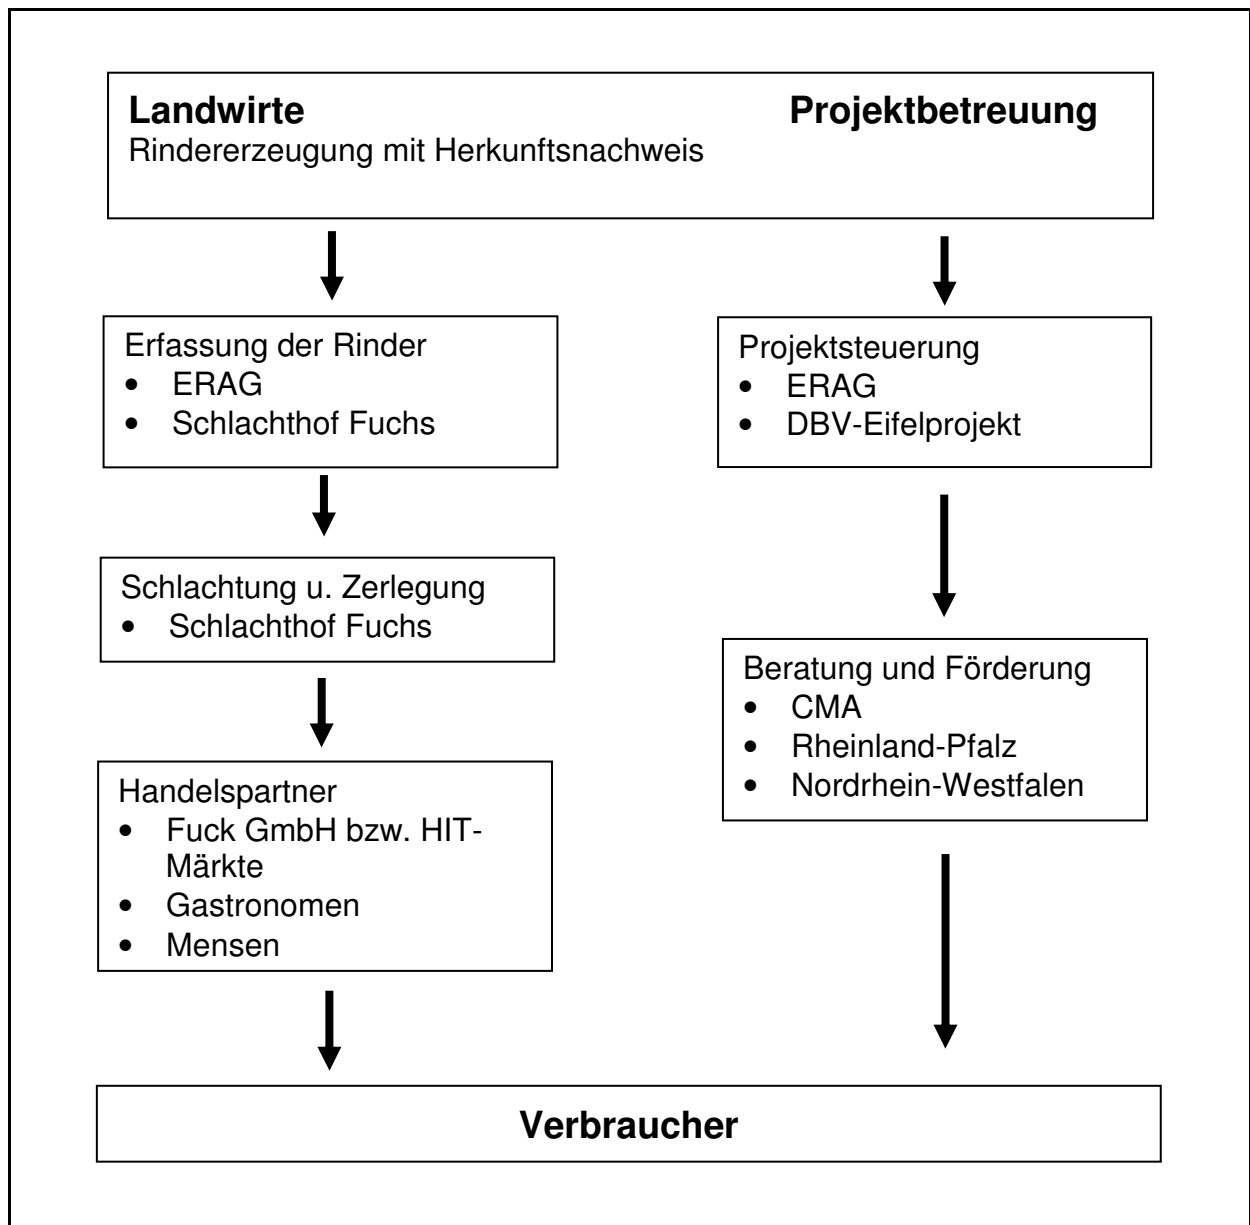 Landwirte Projektbetreuung
Rindererzeugung mit Herkunftsnachweis
Erfassung der Rinder
• ERAG
• Schlachthof Fuchs
Projektsteuerung
• ERAG
• DBV-Eifelprojekt
Schlachtung u. Zerlegung
• Schlachthof Fuchs
Beratung und Förderung
• CMA
• Rheinland-Pfalz
• Nordrhein-Westfalen
Handelspartner
• Fuck GmbH bzw. HIT-
Märkte
• Gastronomen
• Mensen
Verbraucher